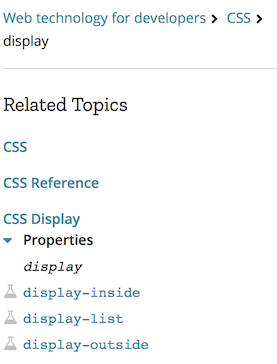 Web technology for developers > CSS >
display
Related Topics
CSS
CSS Reference
CSS Display
Properties
display
display-inside
display-list
display-outside